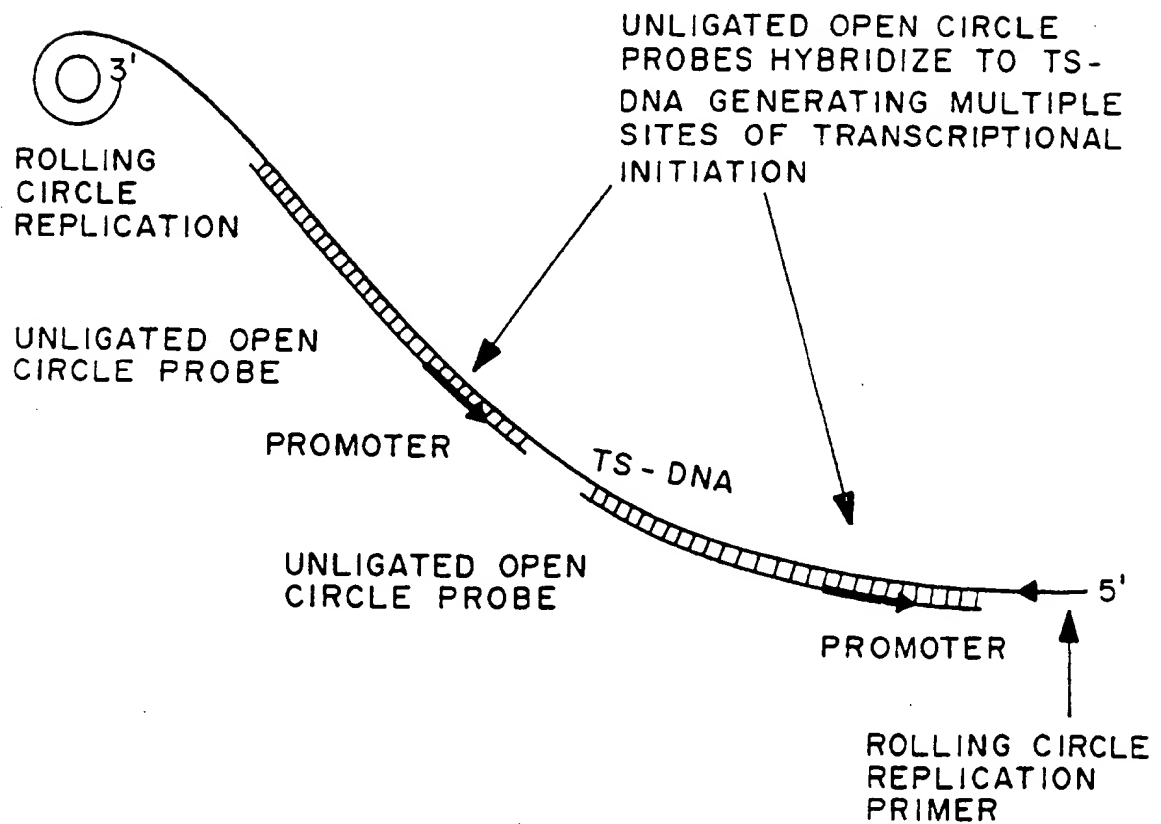 UNLIGATED OPEN CIRCLE
PROBES HYBRIDIZE TO TS-
DNA GENERATING MULTIPLE
SITES OF TRANSCRIPTIONAL
INITIATION
3'
ROLLING
CIRCLE
REPLICATION
UNLIGATED OPEN
CIRCLE PROBE
PROMOTER
TS - DNA
UNLIGATED OPEN
CIRCLE PROBE
5'
PROMOTER
ROLLING CIRCLE
REPLICATION
PRIMER